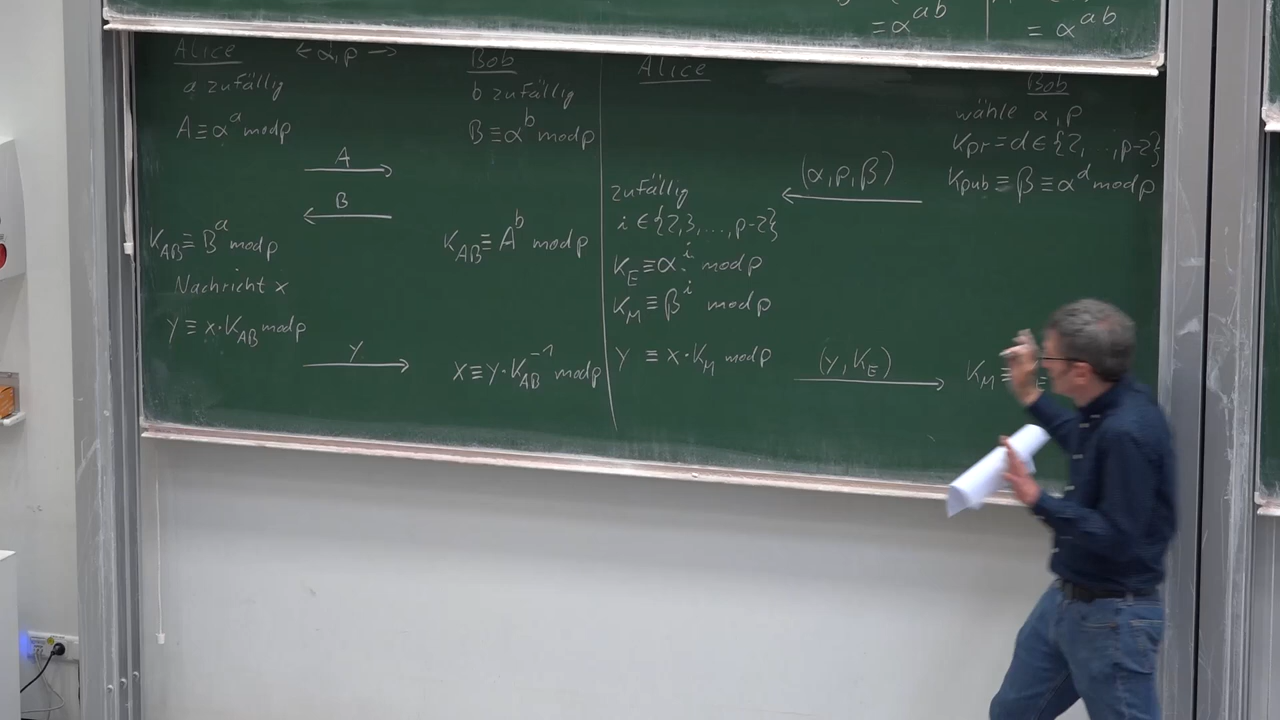 = α^ab
= α^ab
Alice ← α,p → Bob
a zufällig
b zufällig
A ≡ α^a mod p
B ≡ α^b mod p
A
B
K_AB ≡ B^a mod p
K_AB ≡ A^b mod p
Nachricht x
y ≡ x·K_AB mod p
y
x ≡ y·K_AB^-1 mod p
Alice
Bob
wähle α, p
K_pr = d ∈ {2,...,p-2}
K_pub ≡ β ≡ α^d mod p
(α, p, β)
zufällig
i ∈ {2,3,...,p-2}
K_E ≡ α^i mod p
K_M ≡ β^i mod p
y ≡ x·K_M mod p
(y, K_E)
K_M ≡